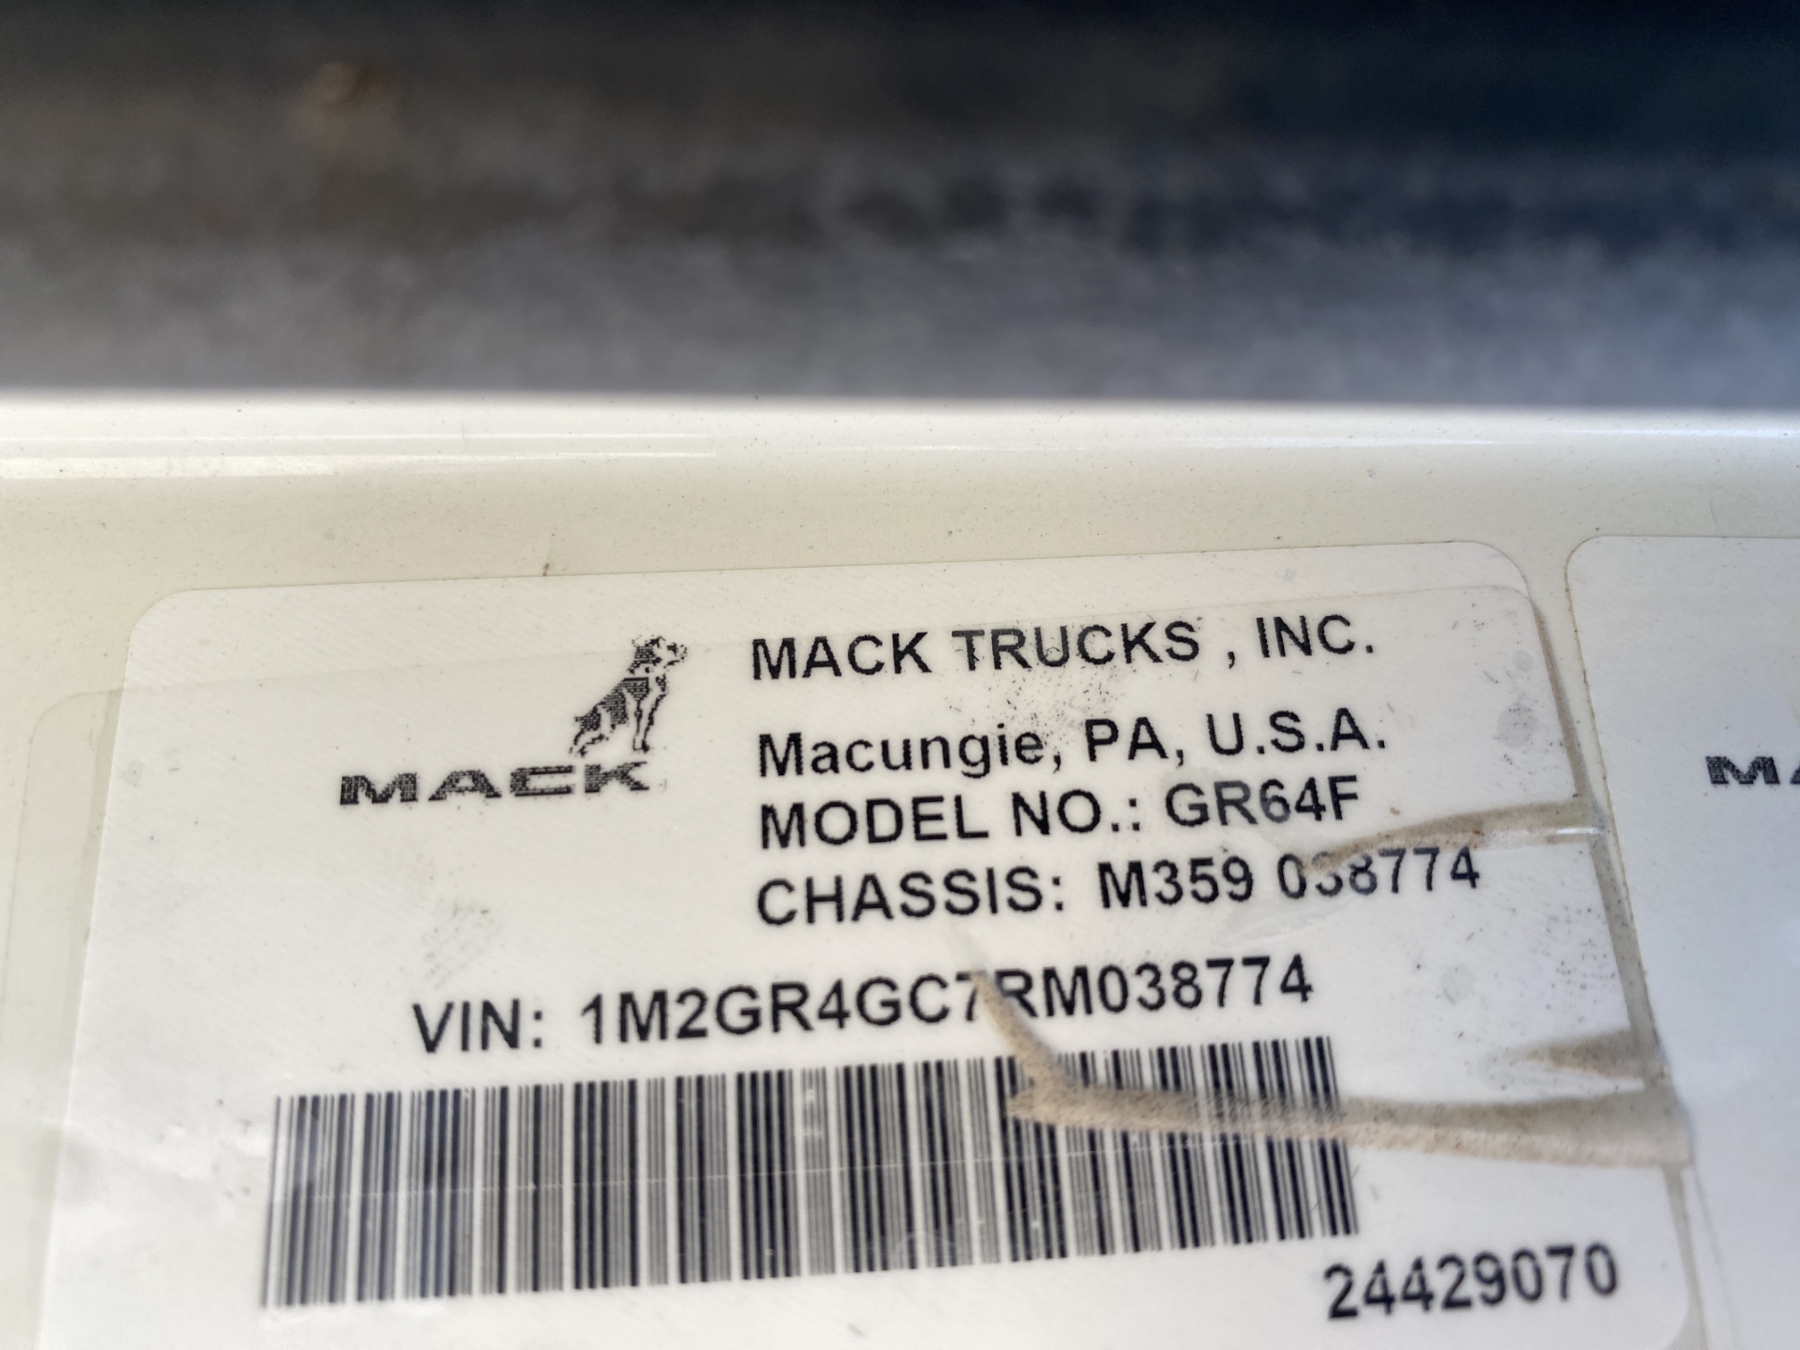 MACK
MACK TRUCKS , INC.
Macungie, PA, U.S.A.
MODEL NO.: GR64F
CHASSIS: M359 038774
VIN: 1M2GR4GC7RM038774
24429070